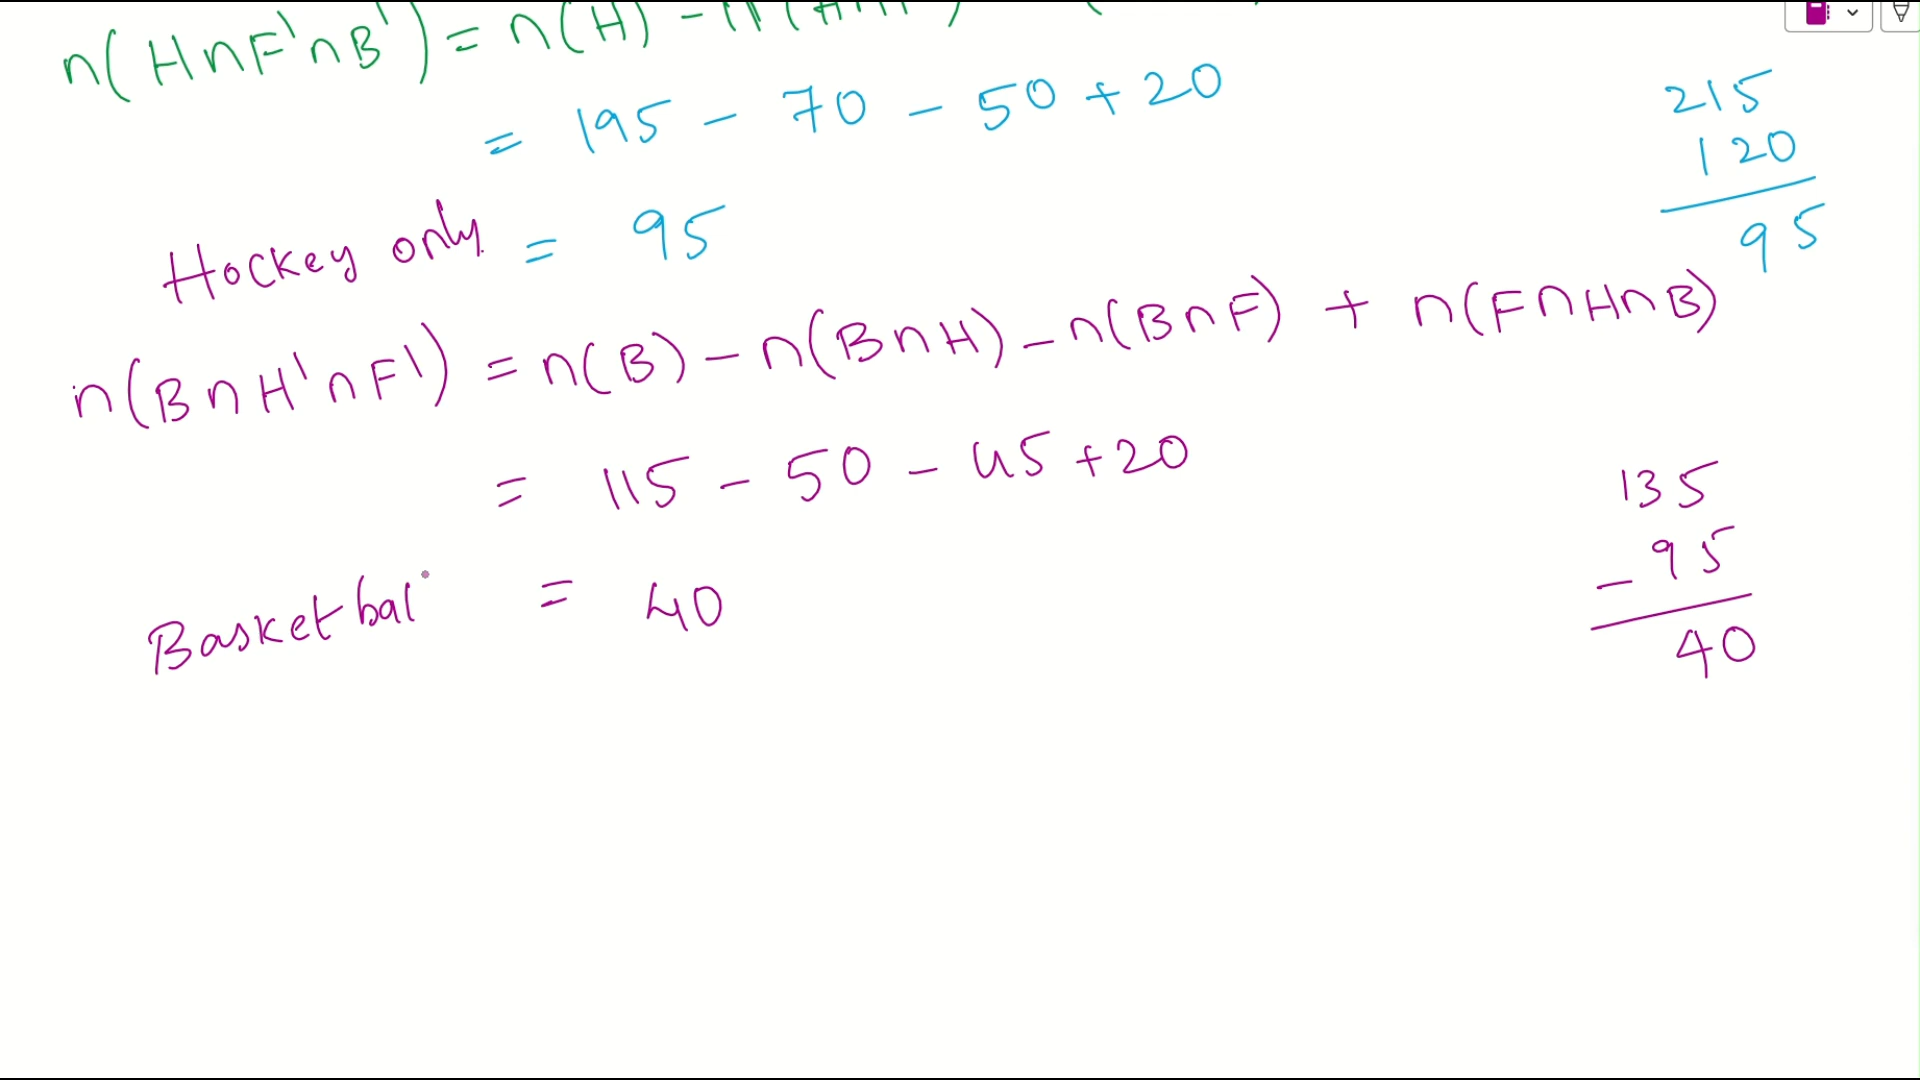 n(H∩F'∩B') = n(H) -
= 195 - 70 - 50 + 20
215
120
95
Hockey only = 95
n(B∩H'∩F') = n(B) - n(B∩H) - n(B∩F) + n(F∩H∩B)
= 115 - 50 - 45 + 20
135
- 95
40
Basketbal = 40